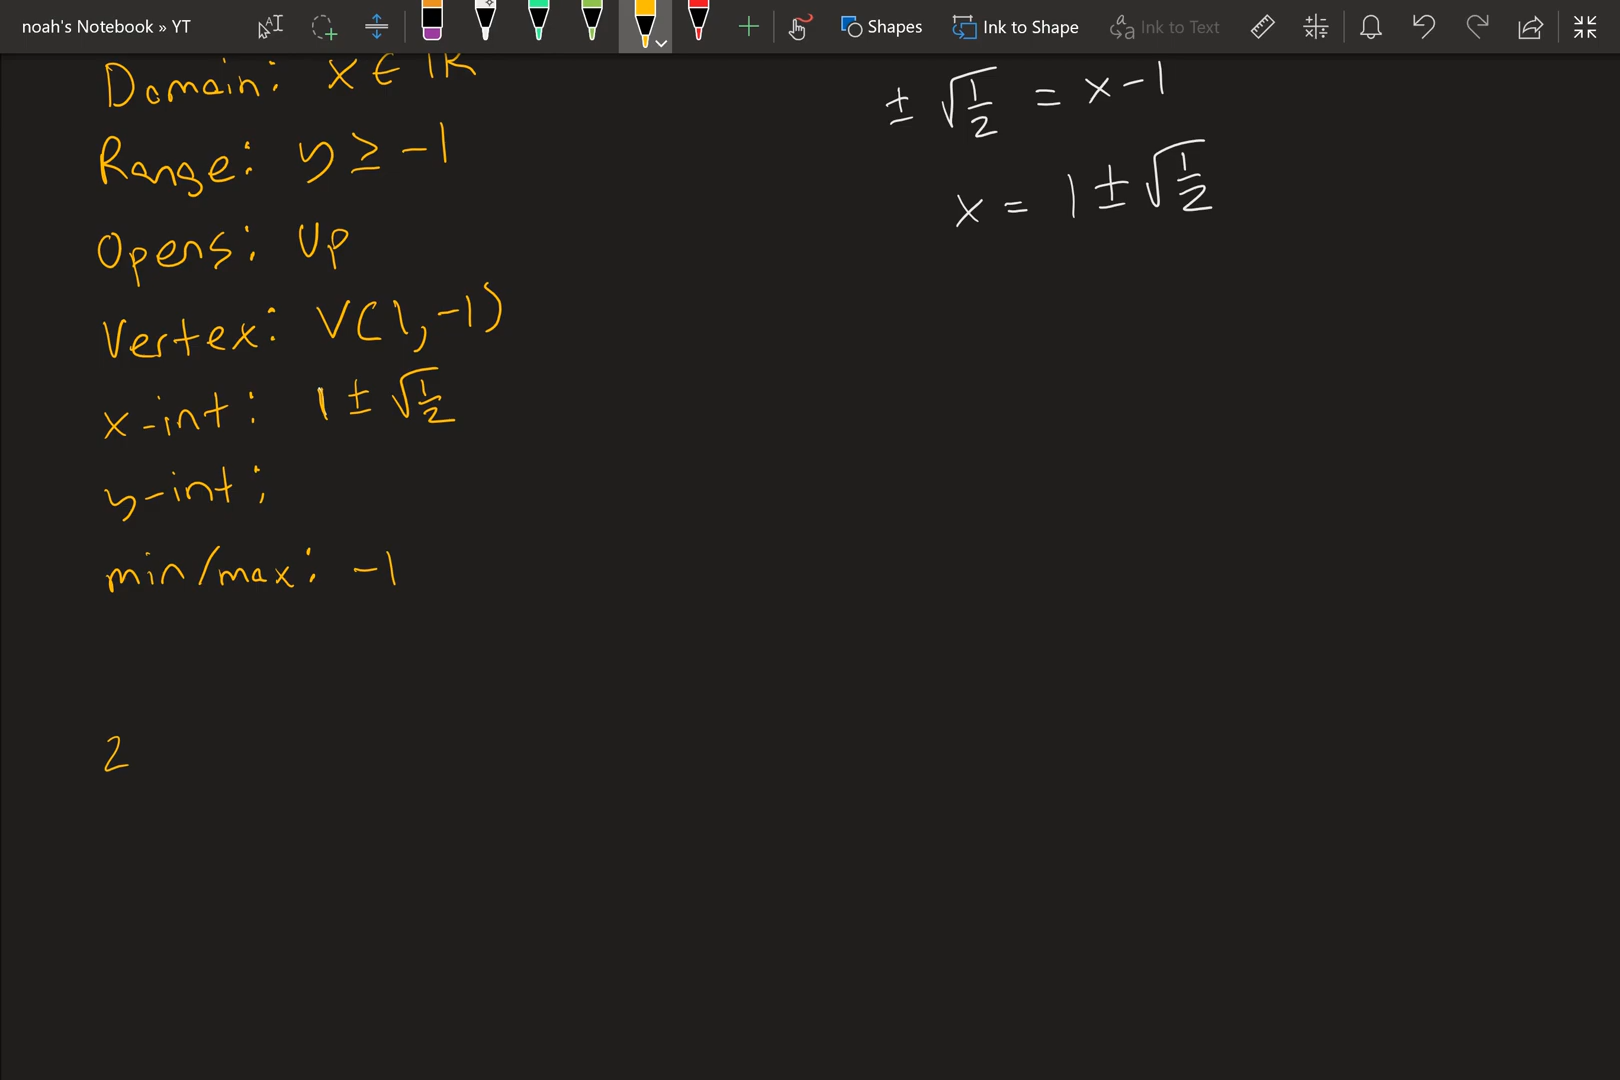 noah's Notebook » YT
Shapes
Ink to Shape
Ink to Text
Domain: x ∈ ℝ
Range: y ≥ -1
Opens: Up
Vertex: V(1, -1)
x-int: 1 ± √(1/2)
y-int:
min/max: -1
2
± √(1/2) = x - 1
x = 1 ± √(1/2)